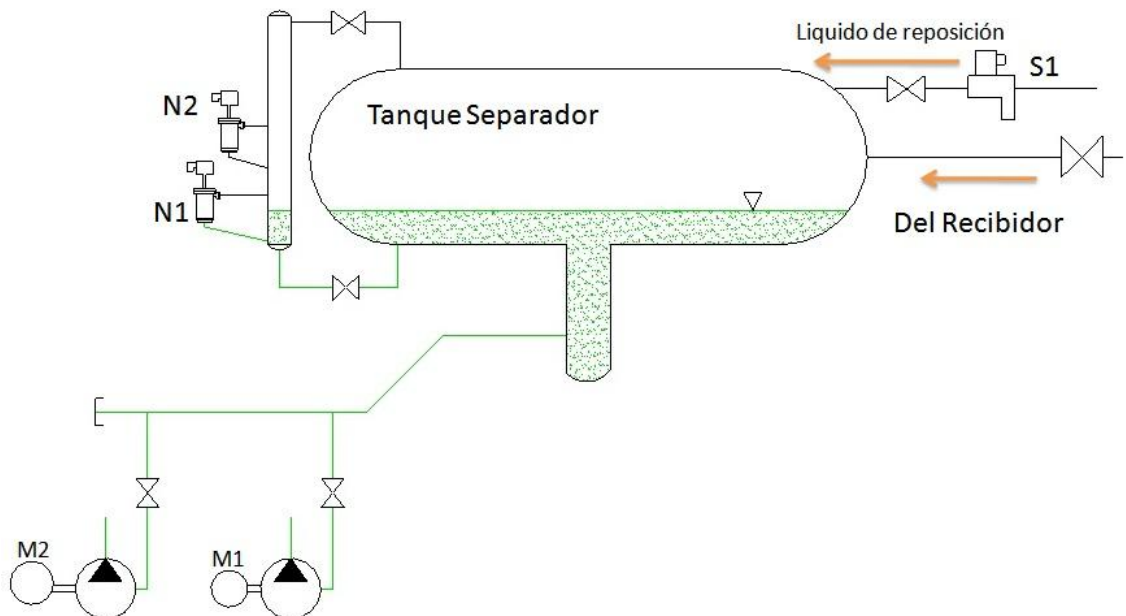 Liquido de reposición
S1
N2
Tanque Separador
N1
Del Recibidor
M2
M1